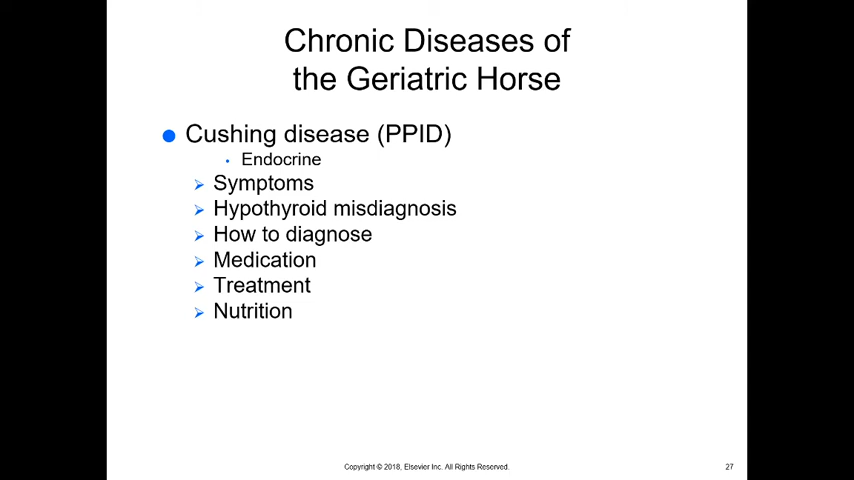 Chronic Diseases of
the Geriatric Horse
Cushing disease (PPID)
Endocrine
Symptoms
Hypothyroid misdiagnosis
How to diagnose
Medication
Treatment
Nutrition
Copyright © 2018, Elsevier Inc. All Rights Reserved.
27